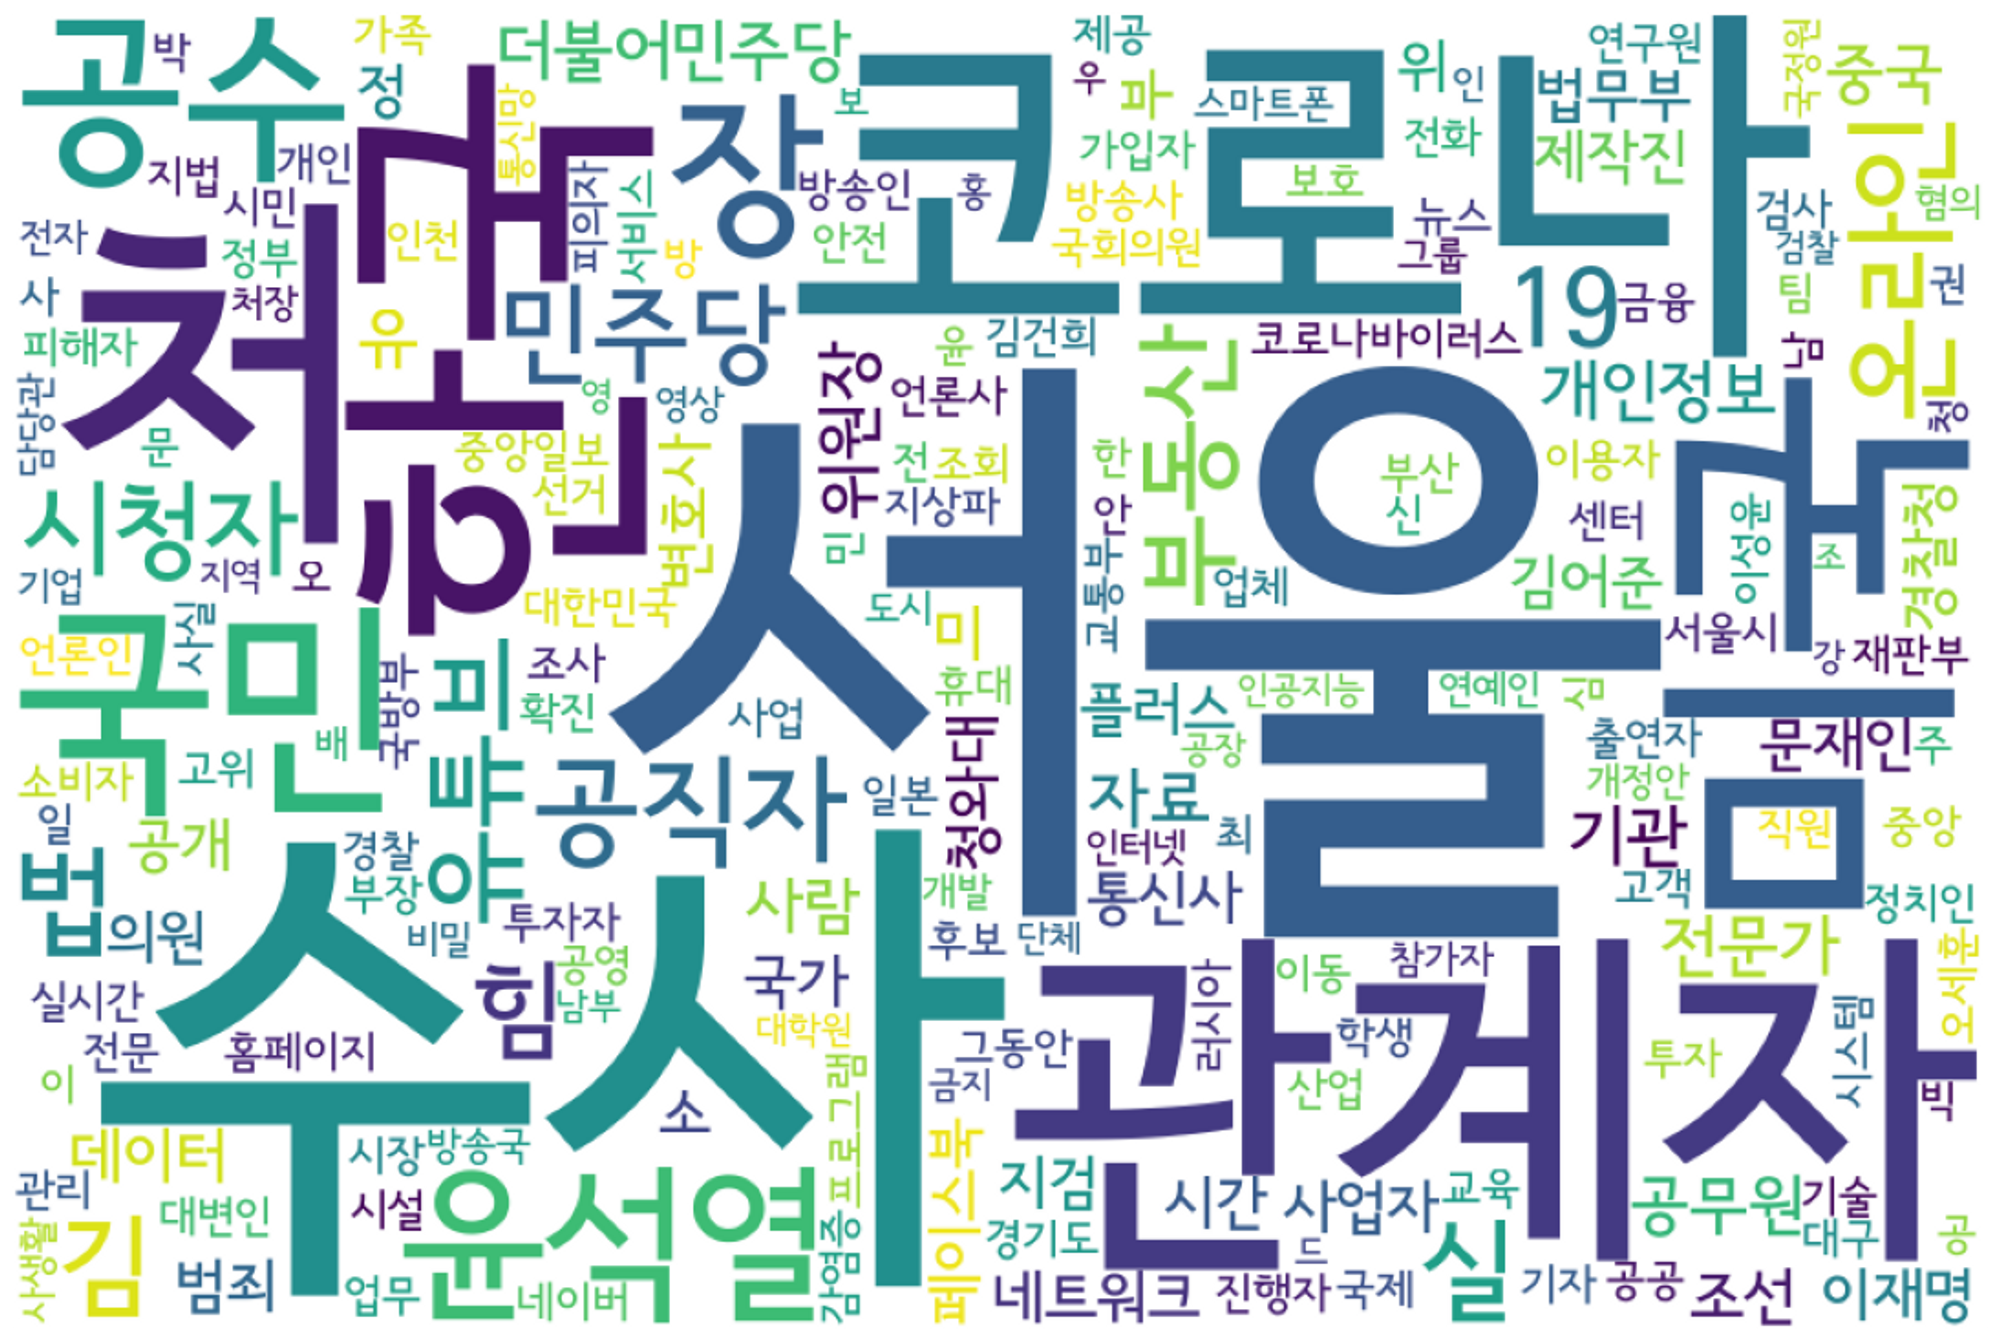 공수
박
가족
정
더불어민주당
제공
우
부
스마트폰
위
인
연구원
법무부
국정원
중국
통신망
장
보
코로나
가입자
전화
제작진
온라인
지법
개인
시민
국
피의자
서비스
방송인
홍
방송사
보호
뉴스
검사
혐의
전자
정부
인천
방
안전
국회의원
그룹
검찰
사
처
처장
유
민주당
19
금융
팀
권
피해자
윤
김건희
코로나바이러스
남
담당관
문
한
영
영상
위원장
언론사
부동산
개인정보
청
중앙일보
선거
변호사
전
조회
한
부산
신
이용자
국
시청자
지상파
안
센터
이성윤
경찰청
기업
지역
오
민
서울
교통부
업체
김어준
조
대한민국
도시
미
서울시
강
재판부
언론인
사실
국민
국방부
비
조사
확진
휴대
인공지능
연예인
심
음
배
사업
청와대
플러스
출연자
문재인
주
소비자
고위
유튜브
공직자
일본
공장
개정안
일
공개
경찰
자료
인터넷
최
기관
직원
중앙
법
의원
부장
비밀
투자자
사람
개발
통신사
고객
정치인
수사
힘
공영
남부
국가
후보
단체
러시아
이동
참가자
전문가
오세훈
실시간
전문
홈페이지
대학원
그동안
관계자
학생
시스템
이
소
프로그램
금지
산업
투자
빅
데이터
시장
방송국
페이스북
관리
대변인
시설
윤석열
지검
시간
사업자
교육
공무원
기술
사생활
김
범죄
업무
네이버
감염증
경기도
드
실
대구
공
네트워크
진행자
국제
기자
공공
조선
이재명